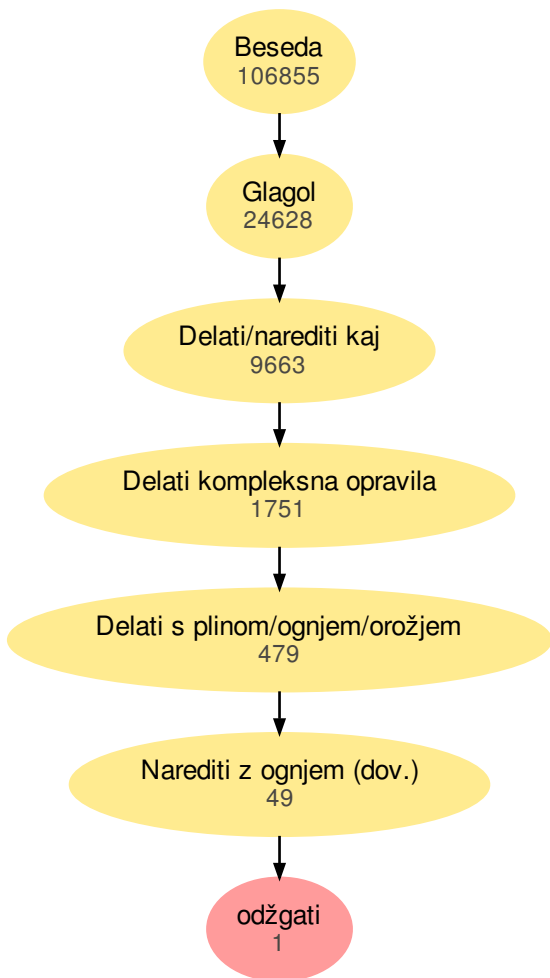 Beseda
106855
Glagol
24628
Delati/narediti kaj
9663
Delati kompleksna opravila
1751
Delati s plinom/ognjem/orožjem
479
Narediti z ognjem (dov.)
49
odžgati
1